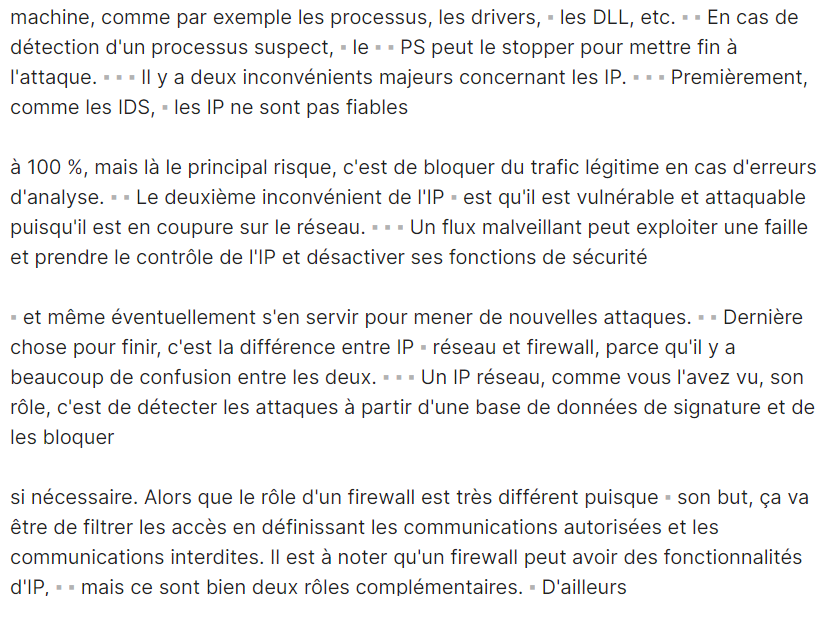 machine, comme par exemple les processus, les drivers, ▪ les DLL, etc. ▪ ▪ En cas de
détection d'un processus suspect, ▪ le ▪ ▪ PS peut le stopper pour mettre fin à
l'attaque. ▪ ▪ ▪ Il y a deux inconvénients majeurs concernant les IP. ▪ ▪ ▪ Premièrement,
comme les IDS, ▪ les IP ne sont pas fiables
à 100 %, mais là le principal risque, c'est de bloquer du trafic légitime en cas d'erreurs
d'analyse. ▪ ▪ Le deuxième inconvénient de l'IP ▪ est qu'il est vulnérable et attaquable
puisqu'il est en coupure sur le réseau. ▪ ▪ ▪ Un flux malveillant peut exploiter une faille
et prendre le contrôle de l'IP et désactiver ses fonctions de sécurité
▪ et même éventuellement s'en servir pour mener de nouvelles attaques. ▪ ▪ Dernière
chose pour finir, c'est la différence entre IP ▪ réseau et firewall, parce qu'il y a
beaucoup de confusion entre les deux. ▪ ▪ ▪ Un IP réseau, comme vous l'avez vu, son
rôle, c'est de détecter les attaques à partir d'une base de données de signature et de
les bloquer
si nécessaire. Alors que le rôle d'un firewall est très différent puisque ▪ son but, ça va
être de filtrer les accès en définissant les communications autorisées et les
communications interdites. Il est à noter qu'un firewall peut avoir des fonctionnalités
d'IP, ▪ ▪ mais ce sont bien deux rôles complémentaires. ▪ D'ailleurs